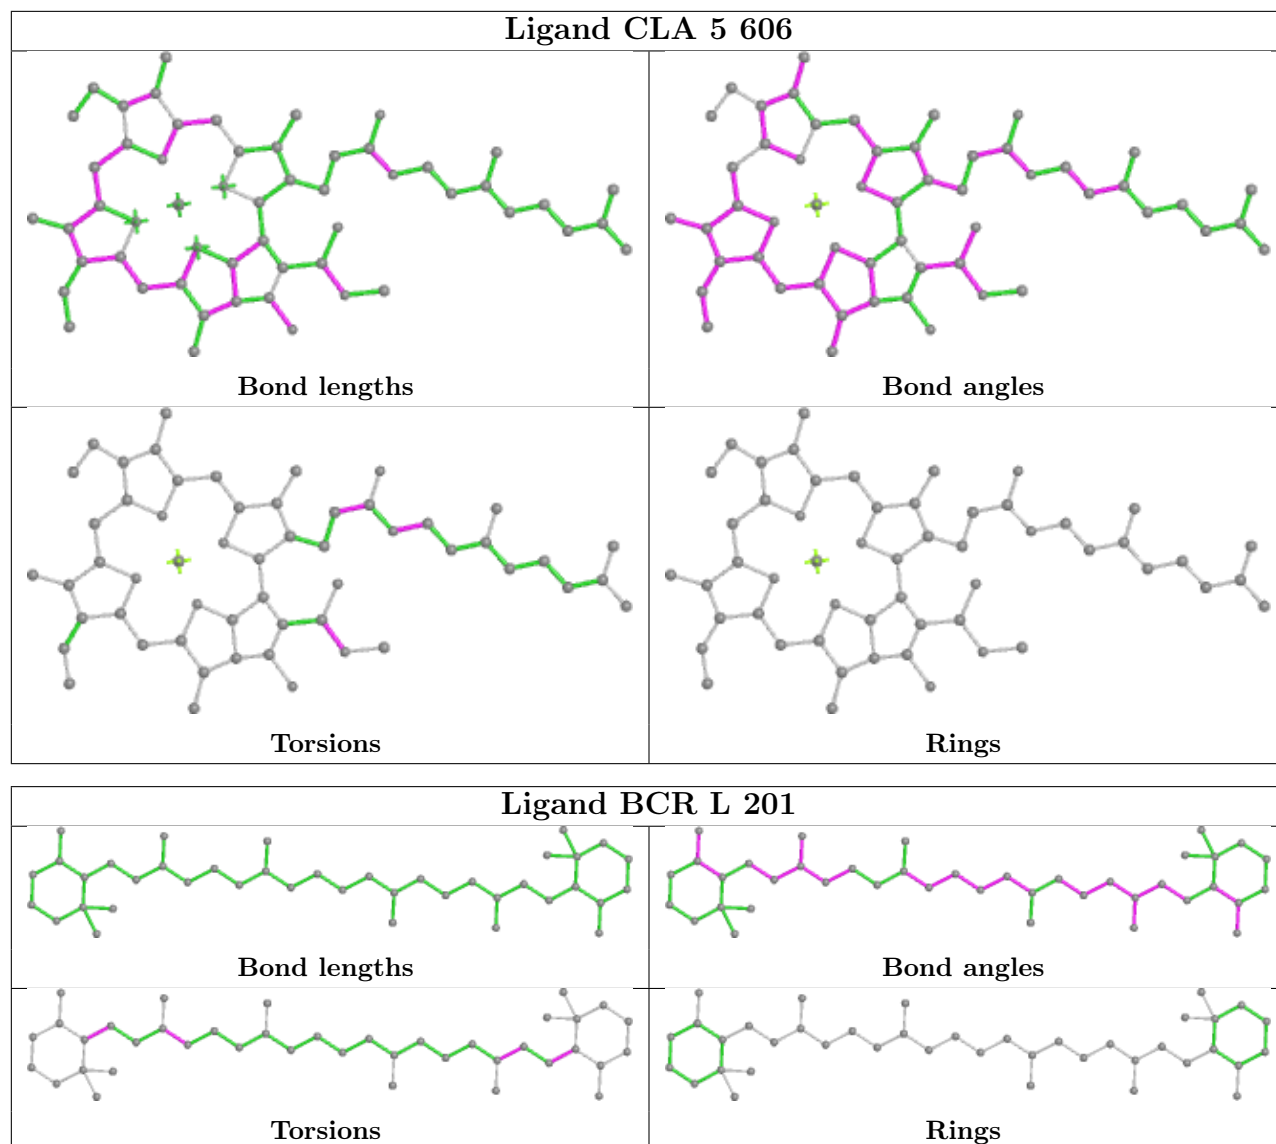 Ligand CLA 5 606
Bond lengths
Bond angles
Torsions
Rings
Ligand BCR L 201
Bond lengths
Bond angles
Torsions
Rings